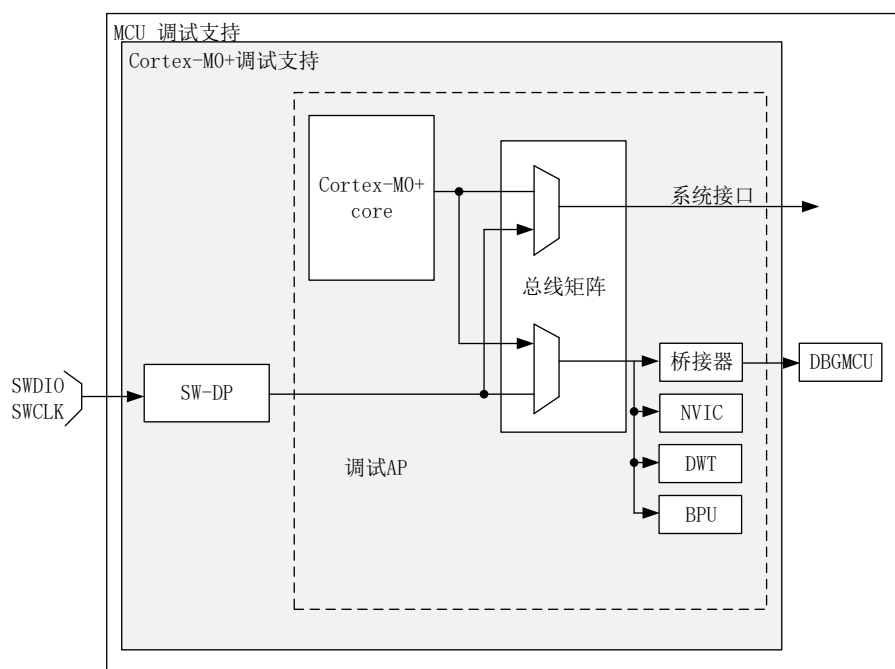 MCU 调试支持
Cortex-M0+调试支持
Cortex-M0+
core
系统接口
总线矩阵
桥接器
DBGMCU
SWDIO
SWCLK
SW-DP
NVIC
调试AP
DWT
BPU